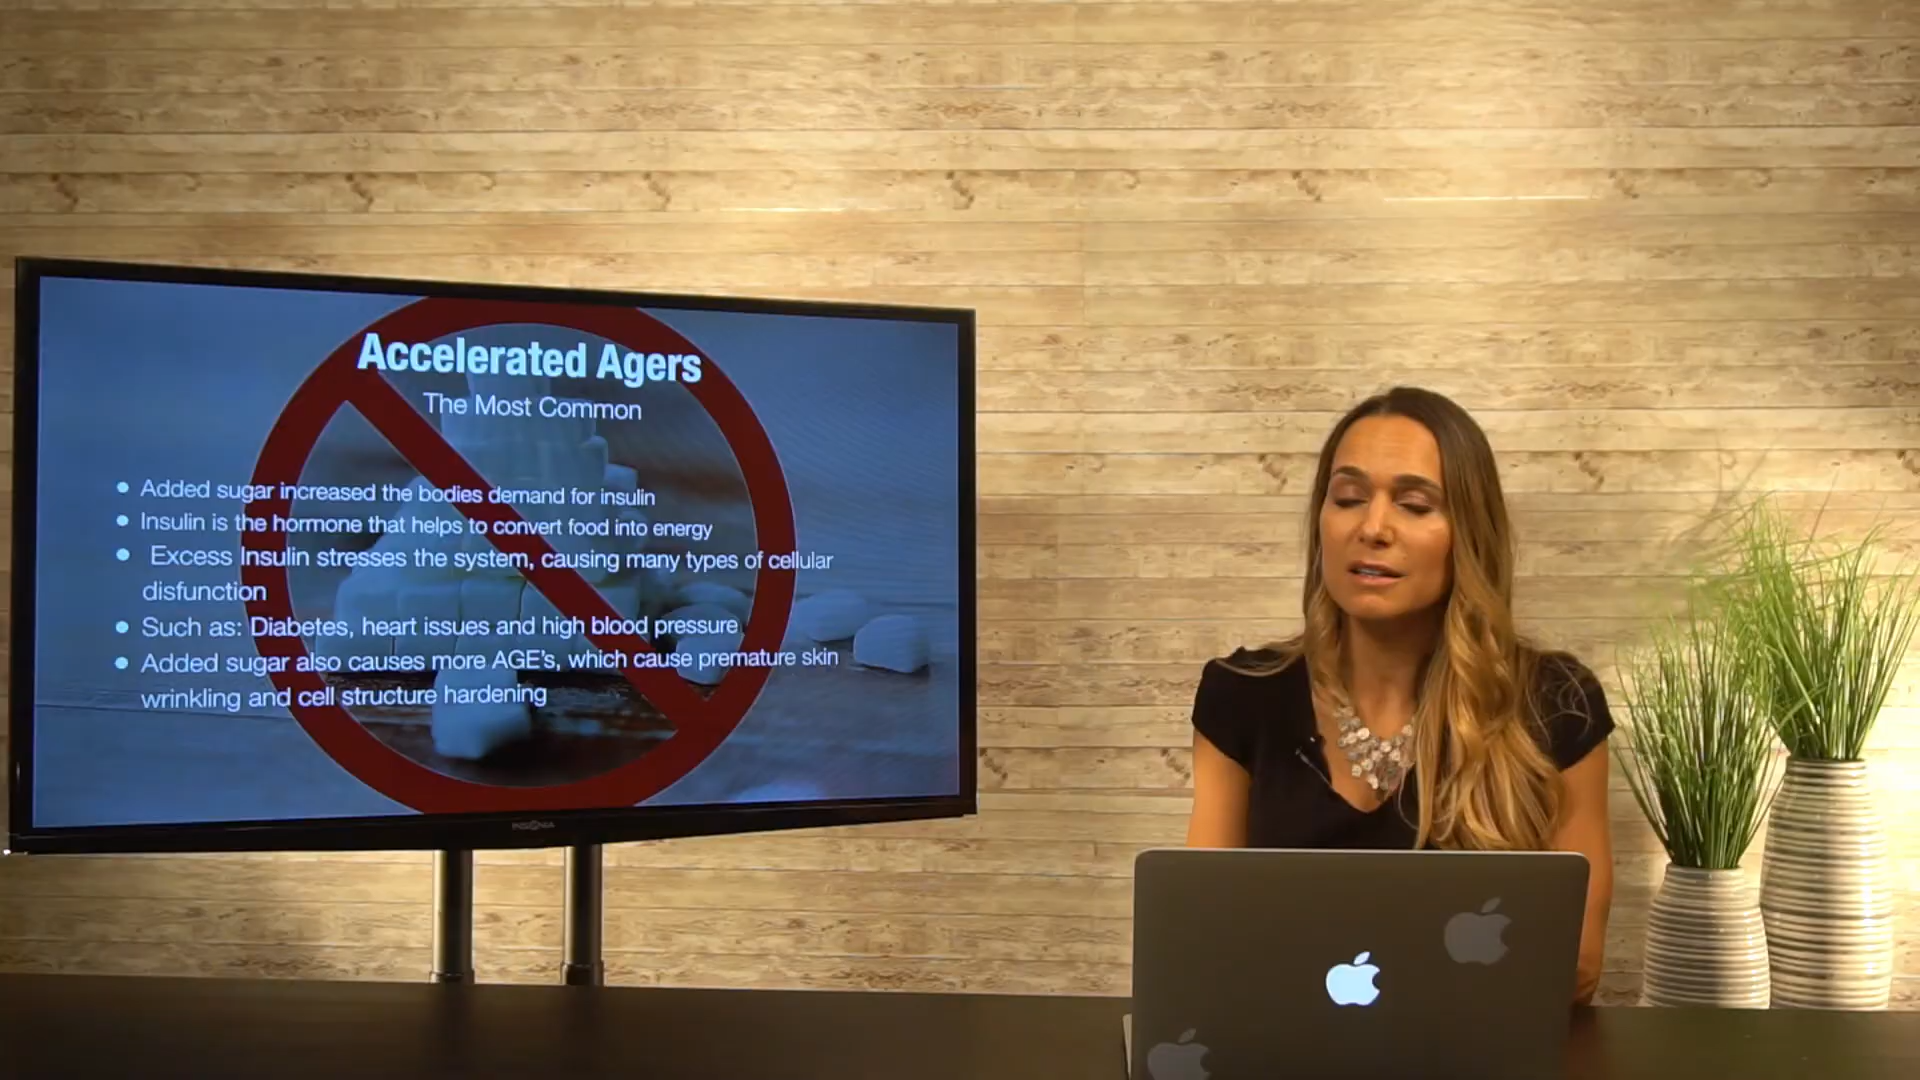 Accelerated Agers
The Most Common
• Added sugar increased the bodies demand for insulin
• Insulin is the hormone that helps to convert food into energy
• Excess Insulin stresses the system, causing many types of cellular
disfunction
• Such as: Diabetes, heart issues and high blood pressure
• Added sugar also causes more AGE's, which cause premature skin
wrinkling and cell structure hardening
INSIGNIA